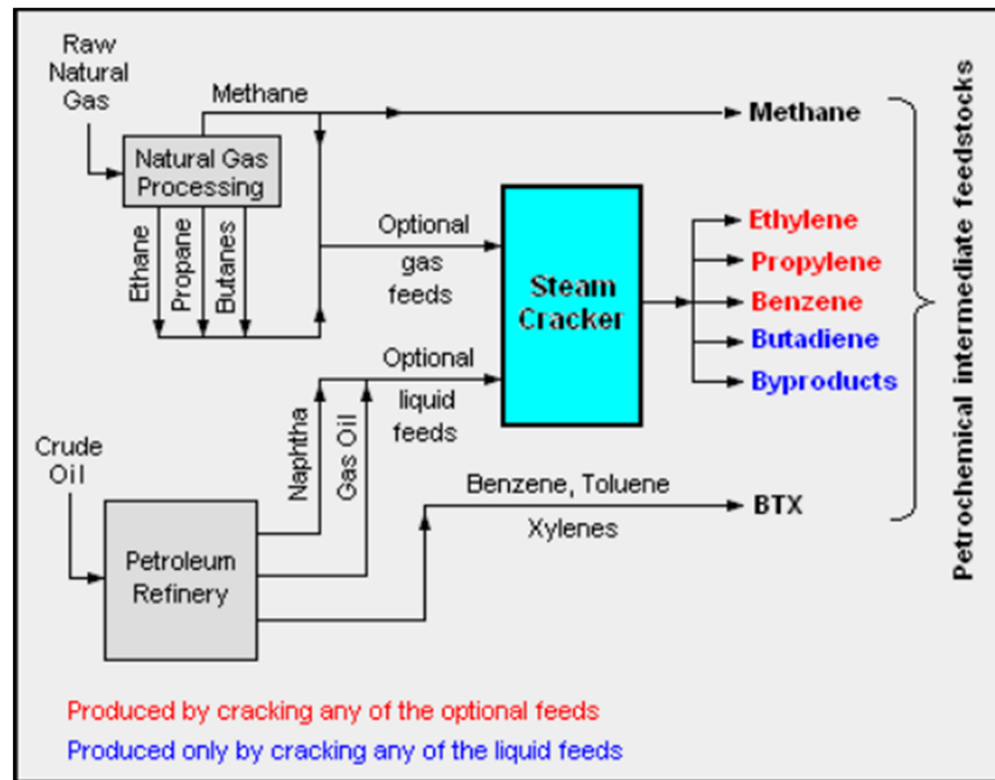 Raw
Natural
Gas
Methane
Methane
Natural Gas
Processing
Ethane
Propane
Butanes
Optional
gas
feeds
Steam
Cracker
Ethylene
Propylene
Benzene
Butadiene
Byproducts
Optional
liquid
feeds
Naphtha
Gas Oil
Crude
Oil
Petroleum
Refinery
Benzene, Toluene
Xylenes
BTX
Petrochemical intermediate feedstocks
Produced by cracking any of the optional feeds
Produced only by cracking any of the liquid feeds